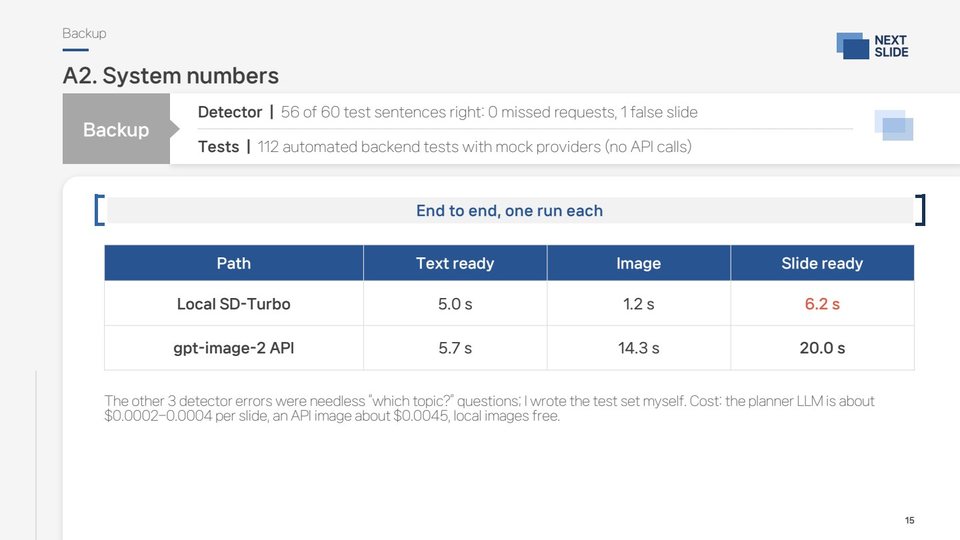 Backup
NEXT
SLIDE
A2. System numbers
Backup
Detector | 56 of 60 test sentences right: 0 missed requests, 1 false slide
Tests | 112 automated backend tests with mock providers (no API calls)
End to end, one run each
Path Text ready Image Slide ready
Local SD-Turbo 5.0 s 1.2 s 6.2 s
gpt-image-2 API 5.7 s 14.3 s 20.0 s
The other 3 detector errors were needless "which topic?" questions; I wrote the test set myself. Cost: the planner LLM is about
$0.0002–0.0004 per slide, an API image about $0.0045, local images free.
15